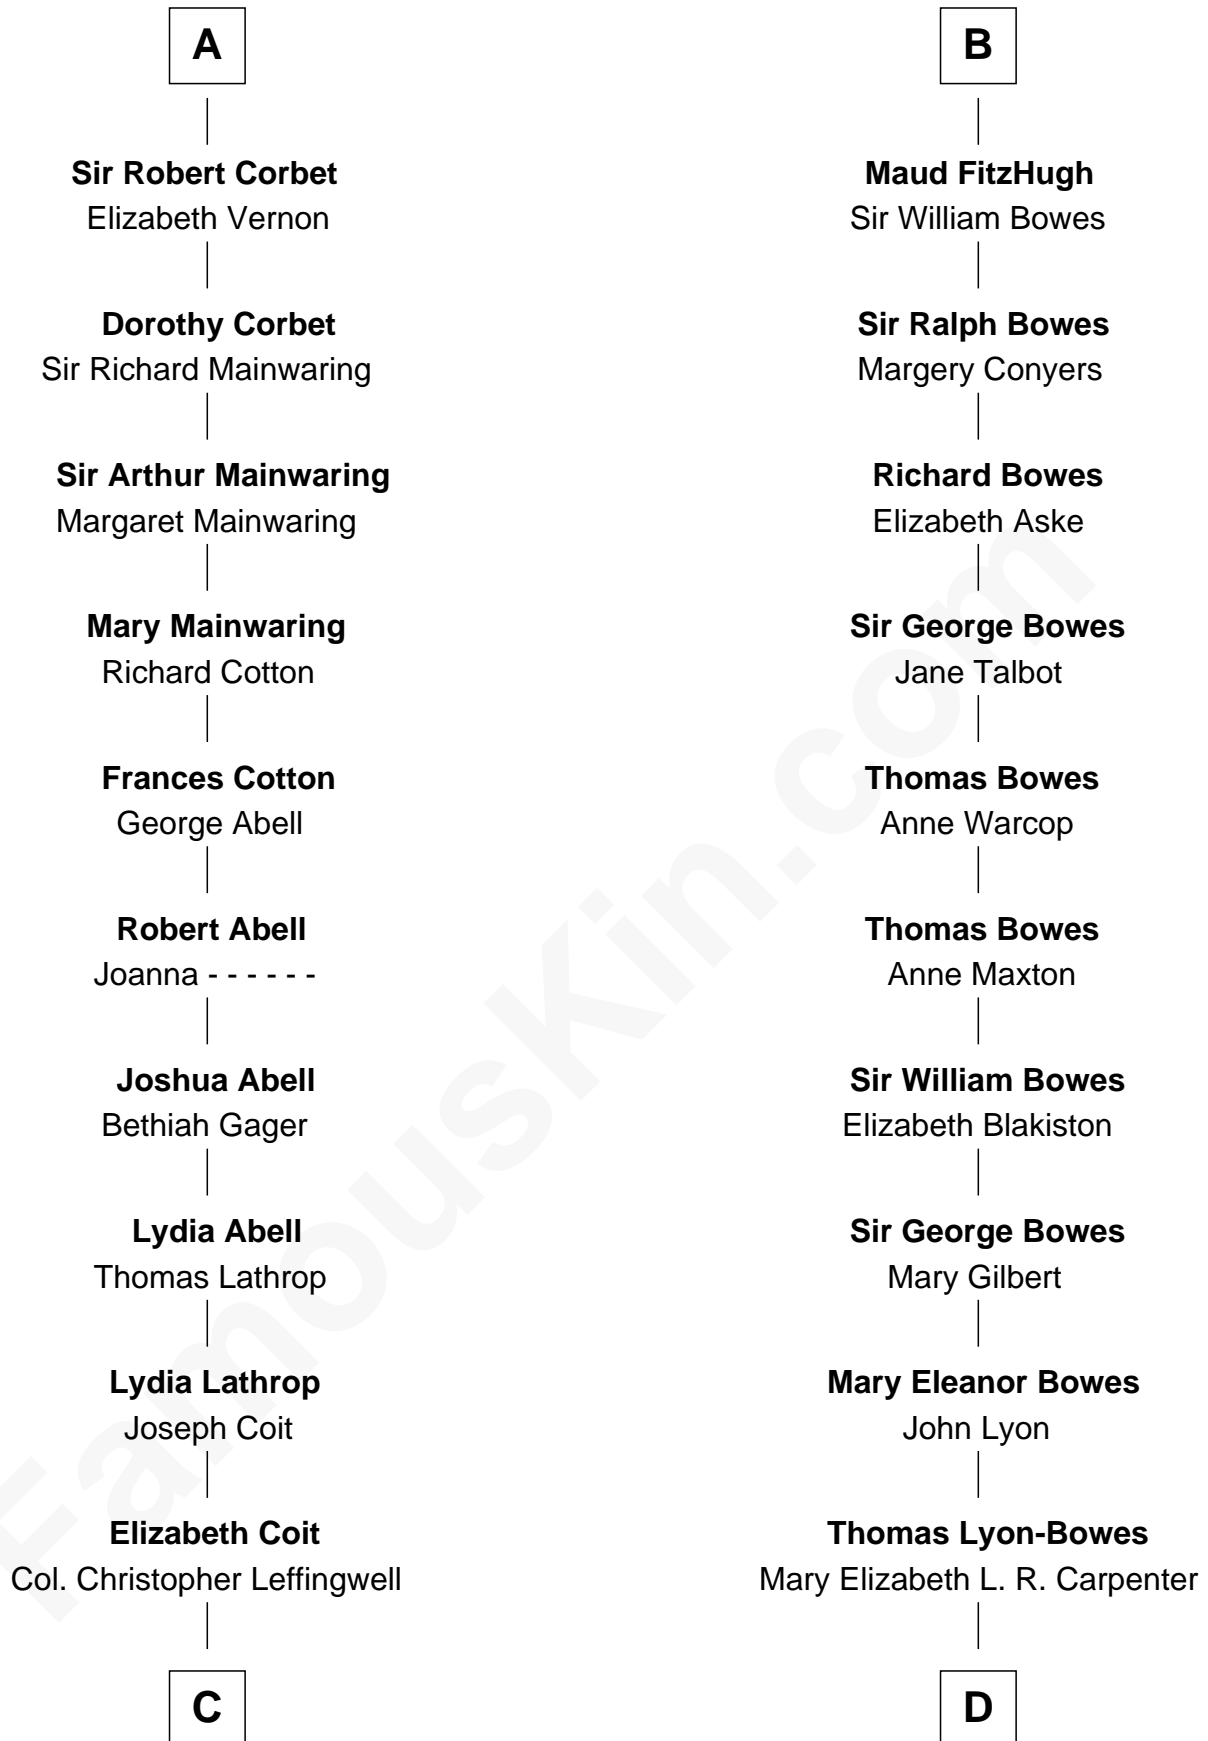 A
Sir Robert Corbet
Elizabeth Vernon
Dorothy Corbet
Sir Richard Mainwaring
Sir Arthur Mainwaring
Margaret Mainwaring
Mary Mainwaring
Richard Cotton
Frances Cotton
George Abell
Robert Abell
Joanna - - - - - -
Joshua Abell
Bethiah Gager
Lydia Abell
Thomas Lathrop
Lydia Lathrop
Joseph Coit
Elizabeth Coit
Col. Christopher Leffingwell
C
B
Maud FitzHugh
Sir William Bowes
Sir Ralph Bowes
Margery Conyers
Richard Bowes
Elizabeth Aske
Sir George Bowes
Jane Talbot
Thomas Bowes
Anne Warcop
Thomas Bowes
Anne Maxton
Sir William Bowes
Elizabeth Blakiston
Sir George Bowes
Mary Gilbert
Mary Eleanor Bowes
John Lyon
Thomas Lyon-Bowes
Mary Elizabeth L. R. Carpenter
D
FamousKin.com